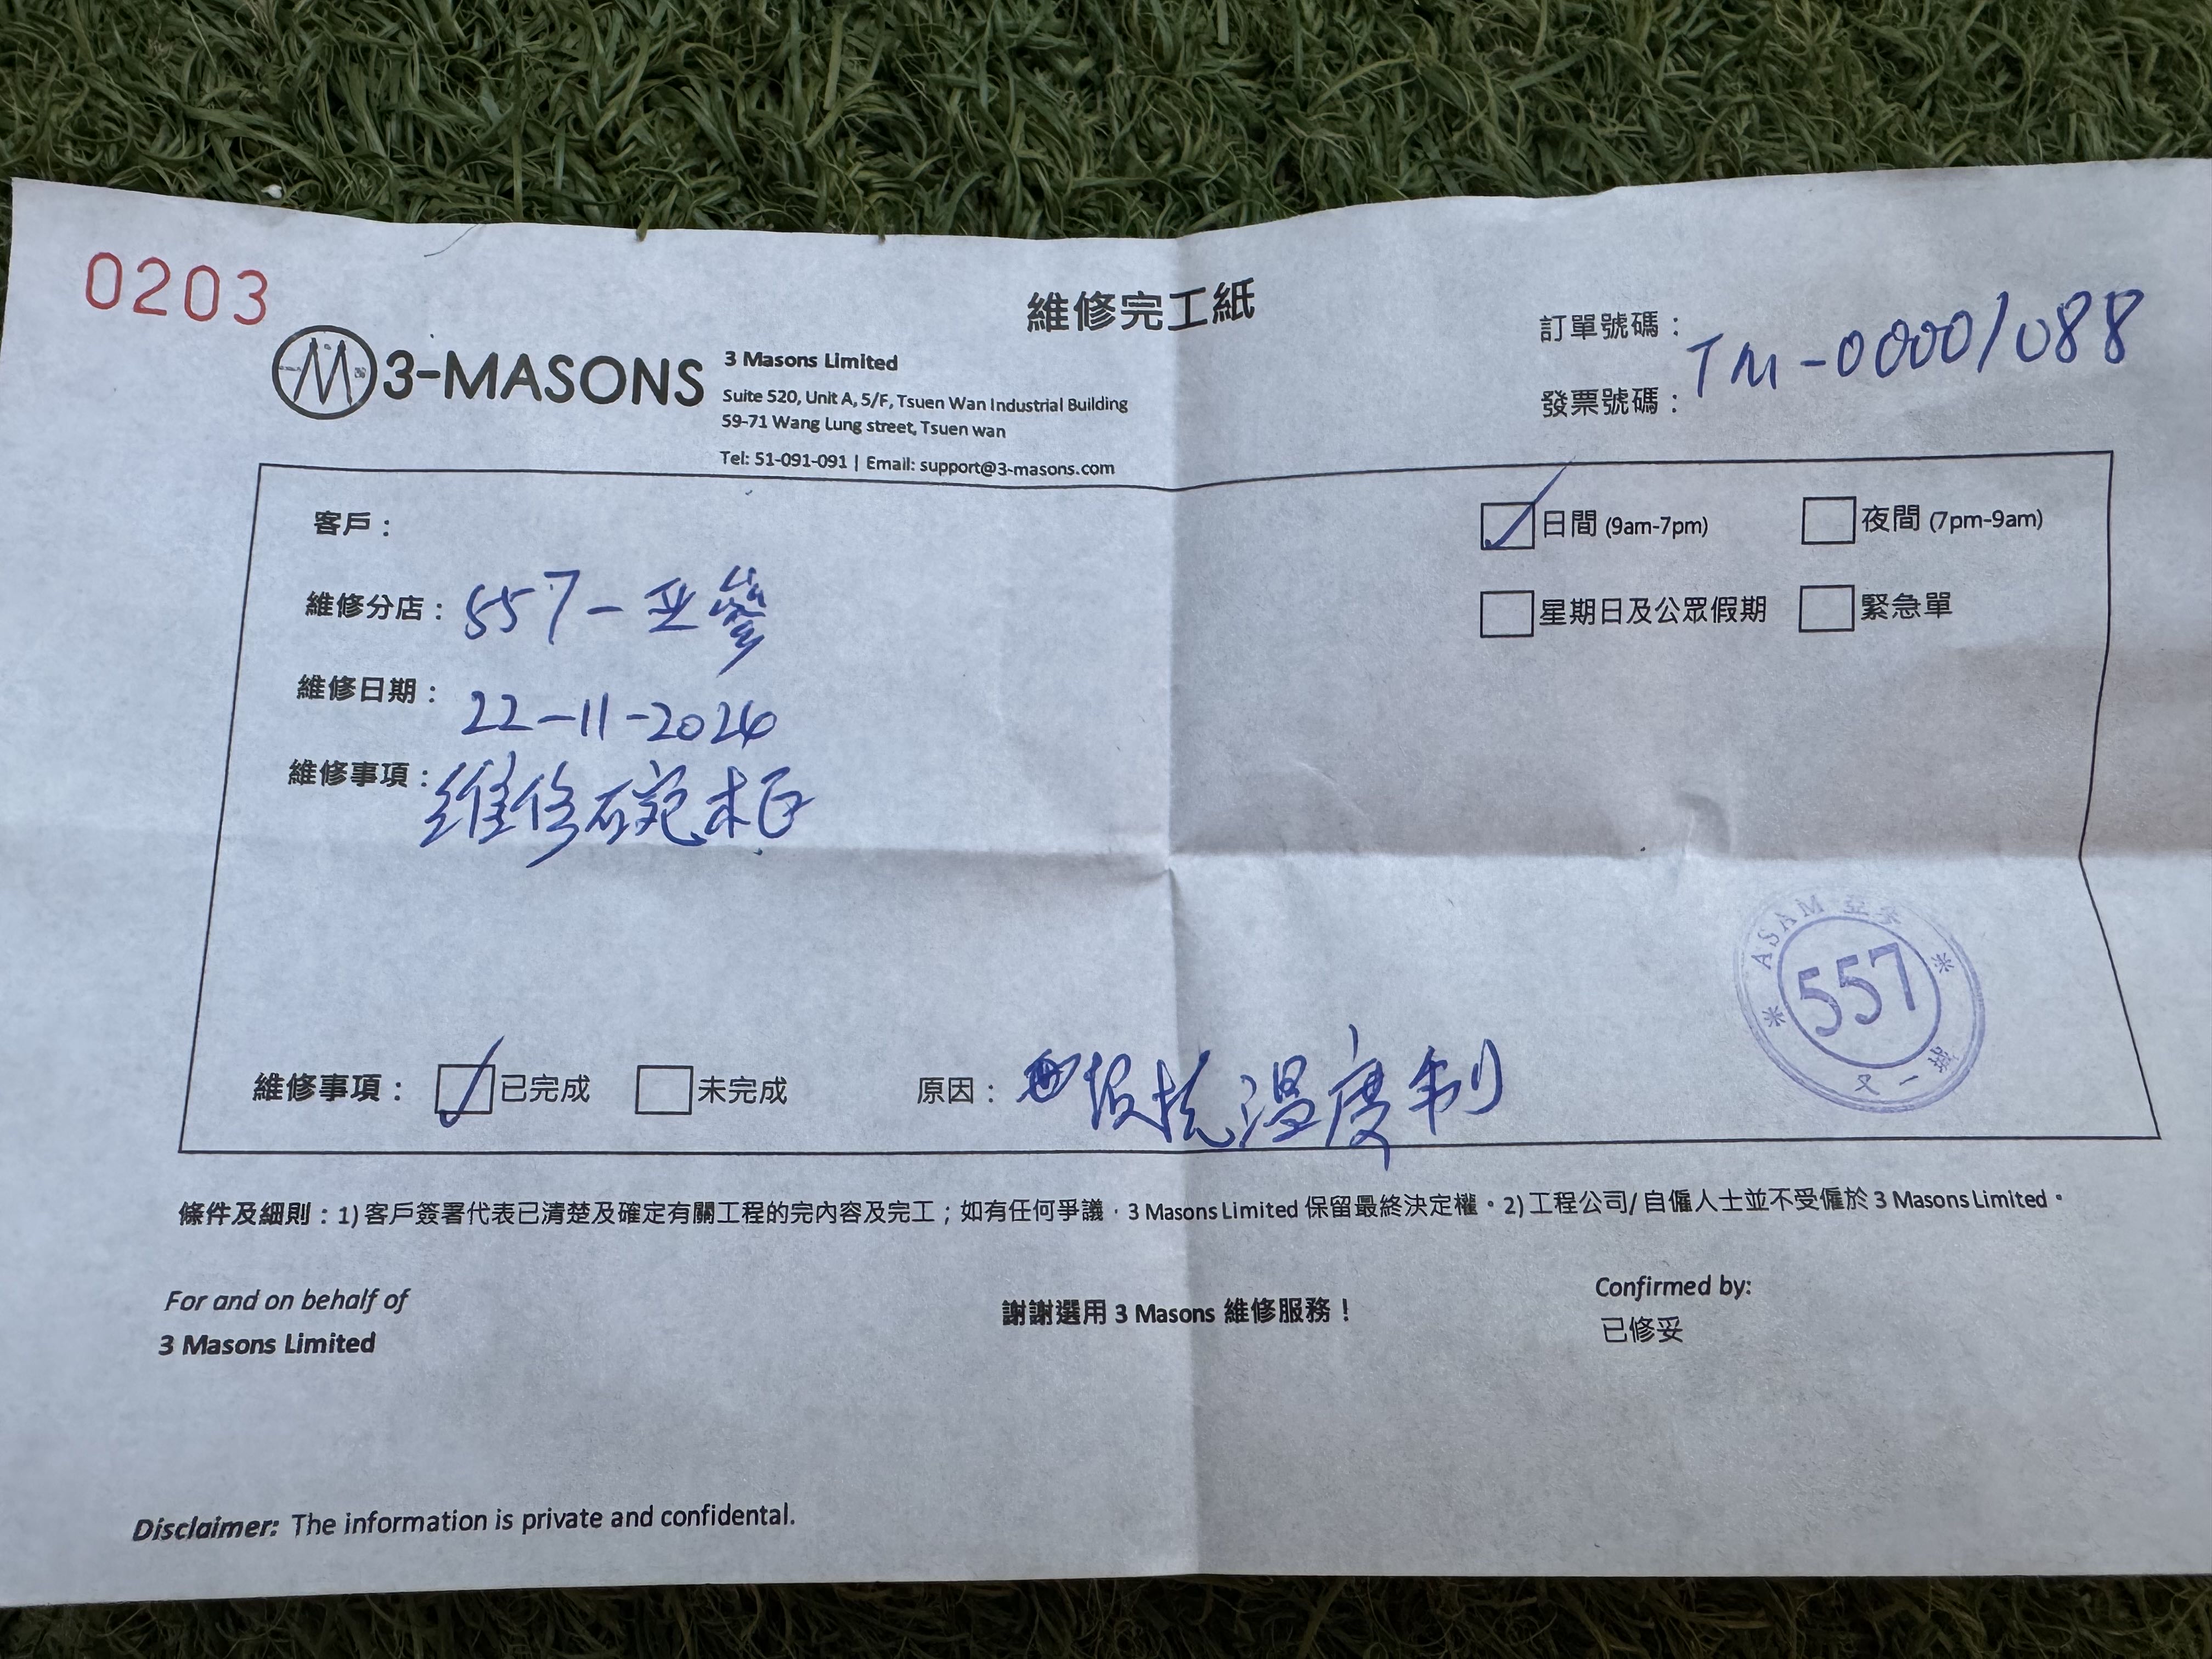 0203
維修完工紙
3-MASONS
3 Masons Limited
Suite 520, Unit A, 5/F, Tsuen Wan Industrial Building
59-71 Wang Lung street, Tsuen wan
Tel: 51-091-091 | Email: support@3-masons.com
訂單號碼：
TM-00001088
發票號碼：
客戶：
日間 (9am-7pm) 夜間 (7pm-9am)
維修分店： 557-亚參
星期日及公眾假期 緊急單
維修日期： 22-11-2024
維修事項： 維修碗柜
ASAM 亞參
557
又一城
維修事項： 已完成 未完成 原因： 温度制
條件及細則：1) 客戶簽署代表已清楚及確定有關工程的完內容及完工；如有任何爭議，3 Masons Limited 保留最終決定權。2) 工程公司/ 自僱人士並不受僱於 3 Masons Limited。
For and on behalf of
3 Masons Limited
謝謝選用 3 Masons 維修服務！
Confirmed by:
已修妥
Disclaimer: The information is private and confidental.